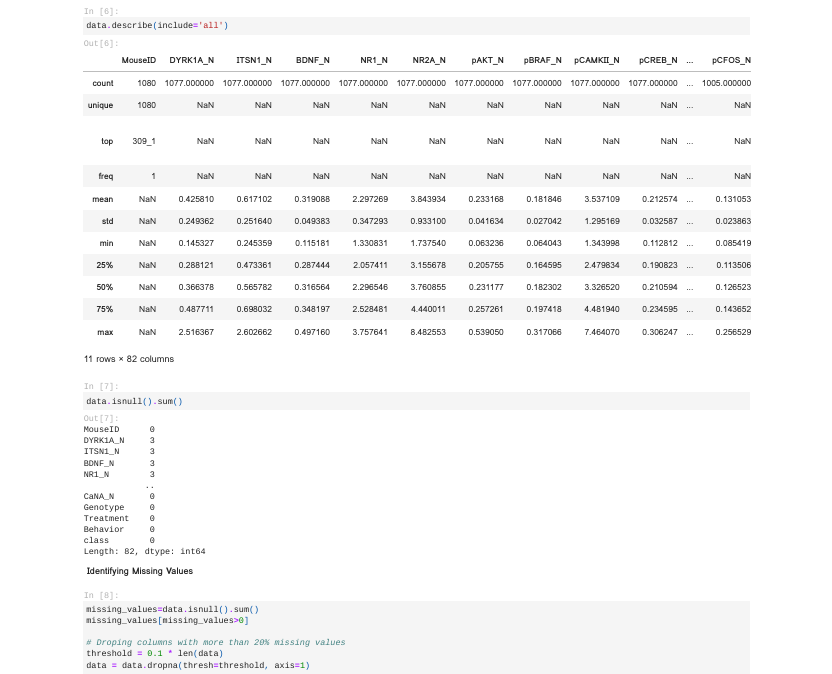 In [6]:
data.describe(include='all')
Out[6]:
MouseID DYRK1A_N ITSN1_N BDNF_N NR1_N NR2A_N pAKT_N pBRAF_N pCAMKII_N pCREB_N ... pCFOS_N
count 1080 1077.000000 1077.000000 1077.000000 1077.000000 1077.000000 1077.000000 1077.000000 1077.000000 1077.000000 ... 1005.000000
unique 1080 NaN NaN NaN NaN NaN NaN NaN NaN NaN ... NaN
top 309_1 NaN NaN NaN NaN NaN NaN NaN NaN NaN ... NaN
freq 1 NaN NaN NaN NaN NaN NaN NaN NaN NaN ... NaN
mean NaN 0.425810 0.617102 0.319088 2.297269 3.843934 0.233168 0.181846 3.537109 0.212574 ... 0.131053
std NaN 0.249362 0.251640 0.049383 0.347293 0.933100 0.041634 0.027042 1.295169 0.032587 ... 0.023863
min NaN 0.145327 0.245359 0.115181 1.330831 1.737540 0.063236 0.064043 1.343998 0.112812 ... 0.085419
25% NaN 0.288121 0.473361 0.287444 2.057411 3.155678 0.205755 0.164595 2.479834 0.190823 ... 0.113506
50% NaN 0.366378 0.565782 0.316564 2.296546 3.760855 0.231177 0.182302 3.326520 0.210594 ... 0.126523
75% NaN 0.487711 0.698032 0.348197 2.528481 4.440011 0.257261 0.197418 4.481940 0.234595 ... 0.143652
max NaN 2.516367 2.602662 0.497160 3.757641 8.482553 0.539050 0.317066 7.464070 0.306247 ... 0.256529
11 rows × 82 columns
In [7]:
data.isnull().sum()
Out[7]:
MouseID 0
DYRK1A_N 3
ITSN1_N 3
BDNF_N 3
NR1_N 3
..
CaNA_N 0
Genotype 0
Treatment 0
Behavior 0
class 0
Length: 82, dtype: int64
Identifying Missing Values
In [8]:
missing_values=data.isnull().sum()
missing_values[missing_values>0]
# Droping columns with more than 20% missing values
threshold = 0.1 * len(data)
data = data.dropna(thresh=threshold, axis=1)